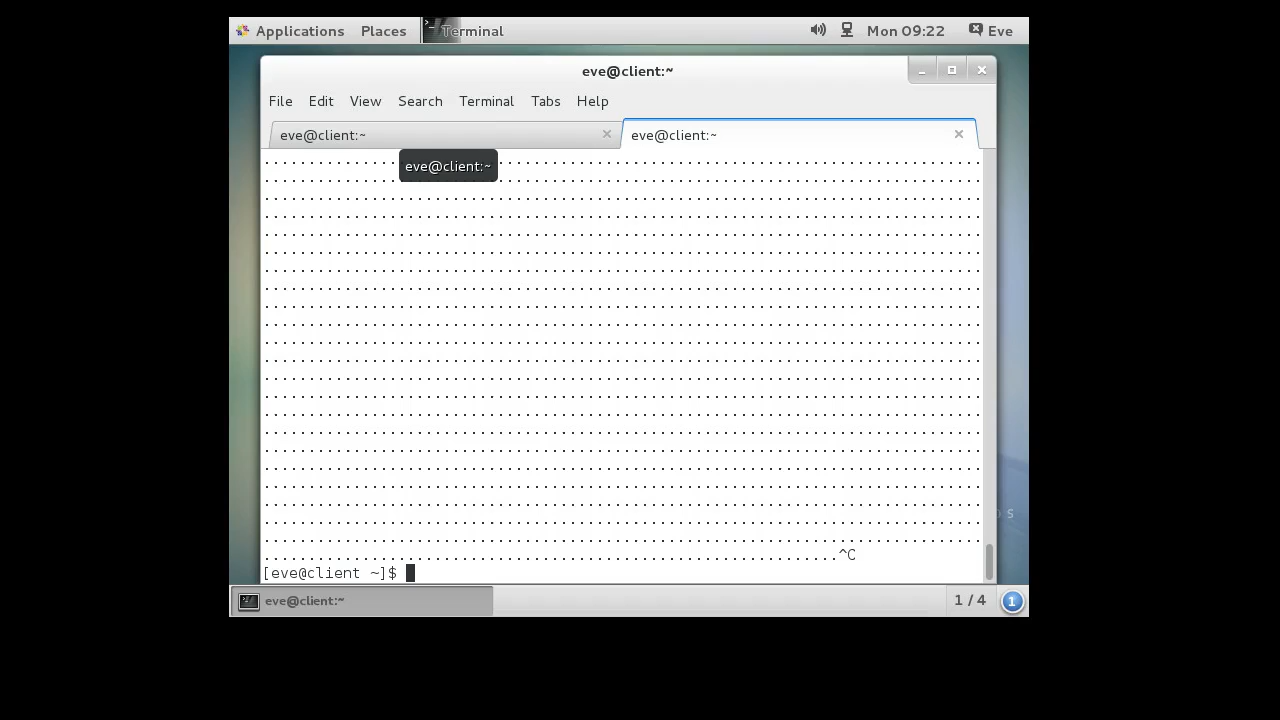 Applications Places Terminal Mon 09:22 Eve
eve@client:~
File Edit View Search Terminal Tabs Help
eve@client:~ eve@client:~
eve@client:~
^C
[eve@client ~]$
eve@client:~ 1 / 4 1